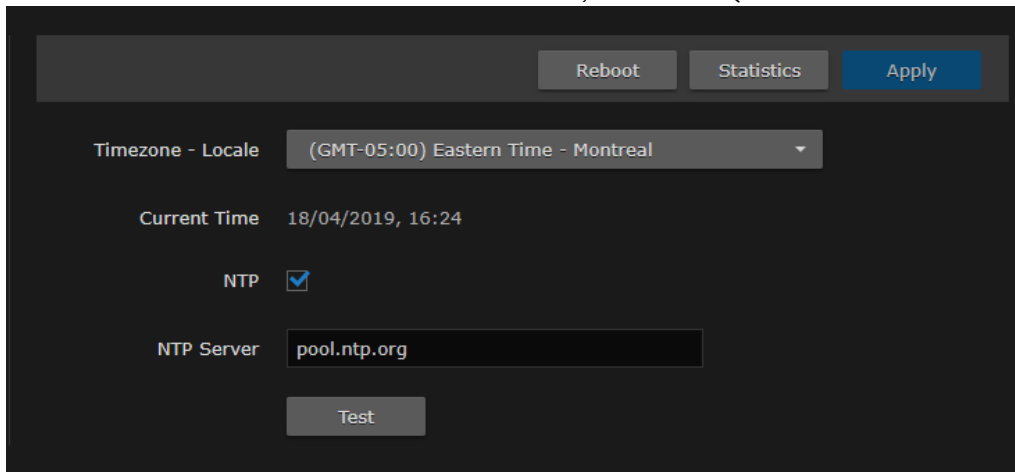 Reboot Statistics Apply
Timezone - Locale (GMT-05:00) Eastern Time - Montreal
Current Time 18/04/2019, 16:24
NTP
NTP Server pool.ntp.org
Test